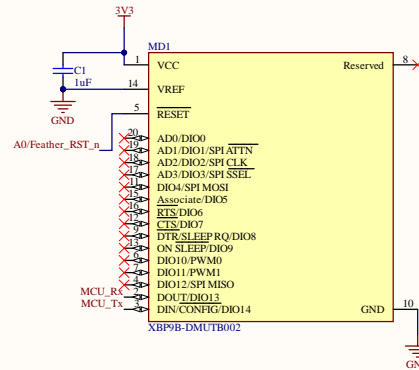 3V3
MD1
1 VCC Reserved 8
C1
1uF
14 VREF
GND
5 RESET
A0/Feather_RST_n
20 AD0/DIO0
19 AD1/DIO1/SPI ATTN
18 AD2/DIO2/SPI CLK
17 AD3/DIO3/SPI SSEL
11 DIO4/SPI MOSI
15 Associate/DIO5
16 RTS/DIO6
12 CTS/DIO7
9 DTR/SLEEP RQ/DIO8
13 ON SLEEP/DIO9
6 DIO10/PWM0
7 DIO11/PWM1
4 DIO12/SPI MISO
MCU_Rx 2 DOUT/DIO13
MCU_Tx 3 DIN/CONFIG/DIO14 GND 10
XBP9B-DMUTB002
GND